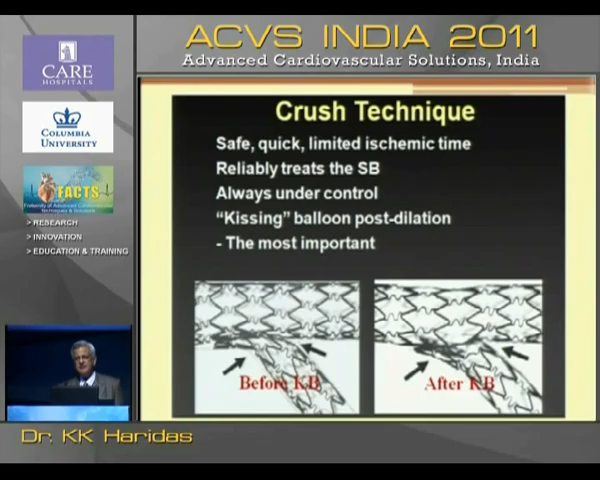 ACVS INDIA 2011
Advanced Cardiovascular Solutions, India
CARE
HOSPITALS
COLUMBIA
UNIVERSITY
FACTS
> RESEARCH
> INNOVATION
> EDUCATION & TRAINING
Crush Technique
Safe, quick, limited ischemic time
Reliably treats the SB
Always under control
“Kissing” balloon post-dilation
- The most important
Before KB
After KB
Dr. KK Haridas